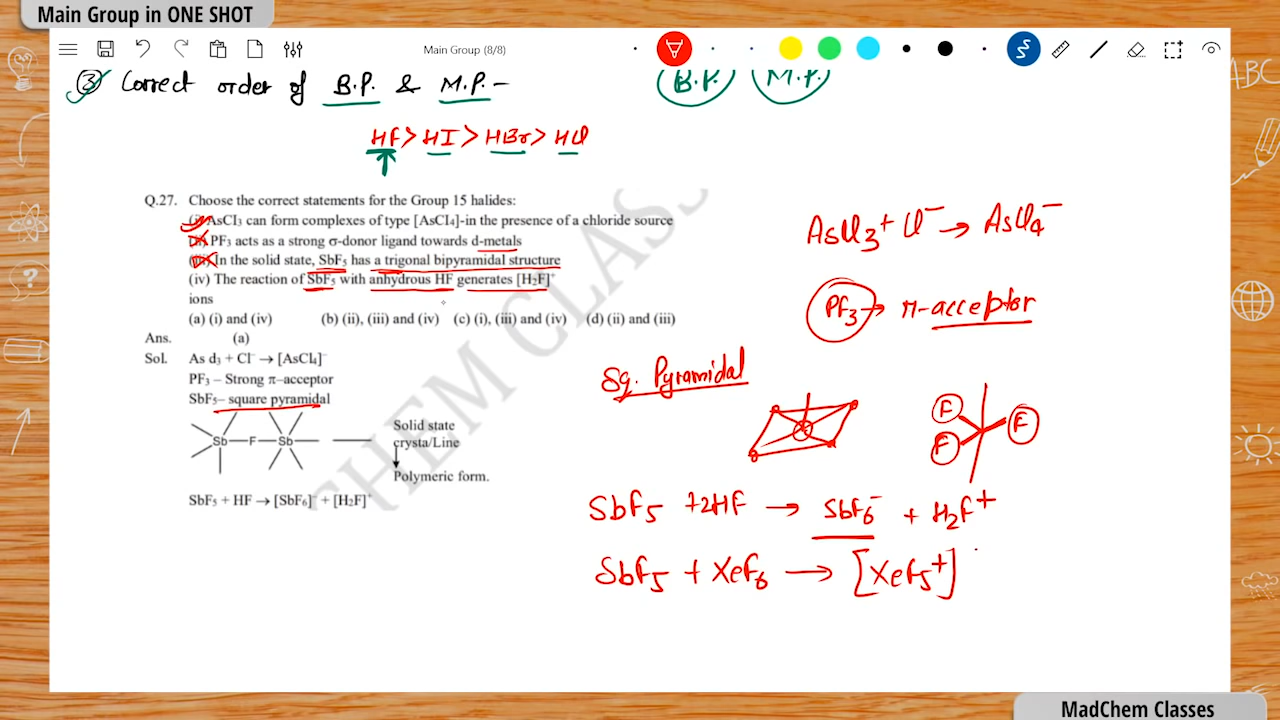 Main Group in ONE SHOT
Main Group (8/8)
③ Correct order of B.P. & M.P. -
B.P. M.P.
HF > HI > HBr > HCl
Q.27. Choose the correct statements for the Group 15 halides:
(i) AsCl3 can form complexes of type [AsCl4]-in the presence of a chloride source
(ii) PF3 acts as a strong σ-donor ligand towards d-metals
(iii) In the solid state, SbF5 has a trigonal bipyramidal structure
(iv) The reaction of SbF5 with anhydrous HF generates [H2F]+
ions
(a) (i) and (iv) (b) (ii), (iii) and (iv) (c) (i), (iii) and (iv) (d) (ii) and (iii)
Ans. (a)
Sol. As d3 + Cl- → [AsCl4]-
PF3 – Strong π-acceptor
SbF5– square pyramidal
Sb F Sb
Solid state
crysta/Line
Polymeric form.
SbF5 + HF → [SbF6]- + [H2F]+
AsCl3 + Cl- → AsCl4-
PF3 → π-acceptor
Sq. Pyramidal
F
F
F
SbF5 + 2HF → SbF6- + H2F+
SbF5 + XeF6 → [XeF5+]
CHEM CLASS
ABC
MadChem Classes